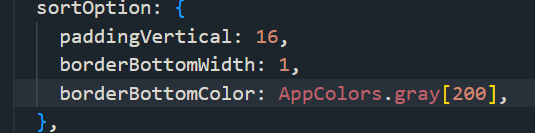 sortOption: {
paddingVertical: 16,
borderBottomWidth: 1,
borderBottomColor: AppColors.gray[200],
},